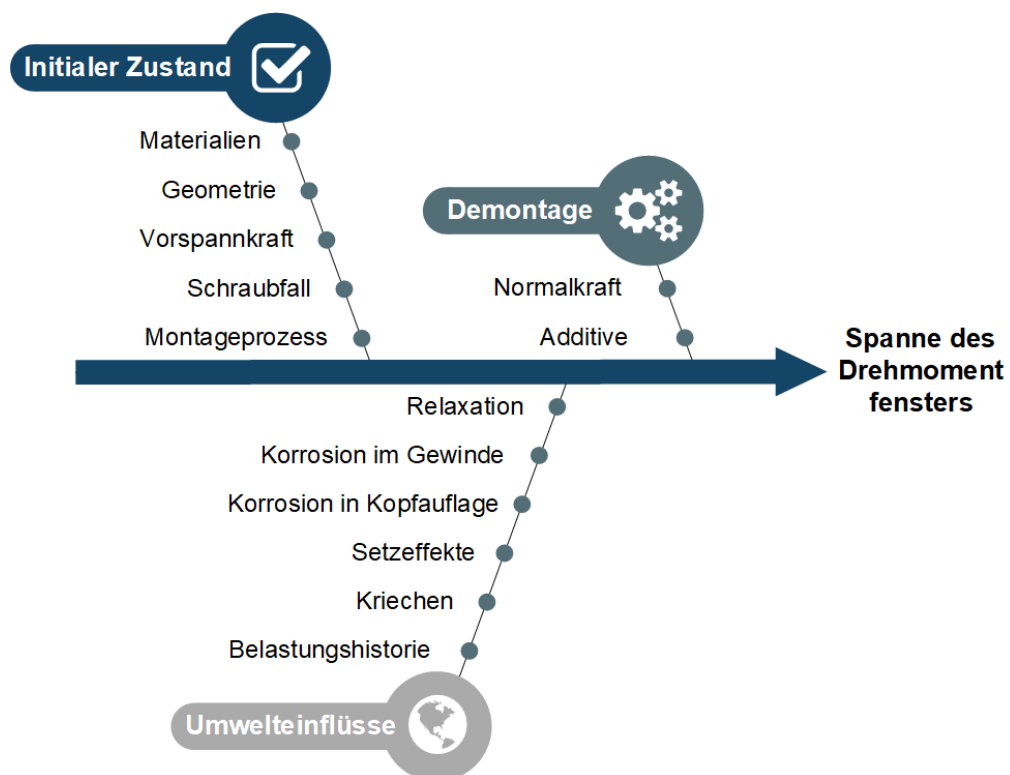 Initialer Zustand
Materialien
Geometrie
Vorspannkraft
Schraubfall
Montageprozess
Demontage
Normalkraft
Additive
Spanne des
Drehmoment
fensters
Relaxation
Korrosion im Gewinde
Korrosion in Kopfauflage
Setzeffekte
Kriechen
Belastungshistorie
Umwelteinflüsse